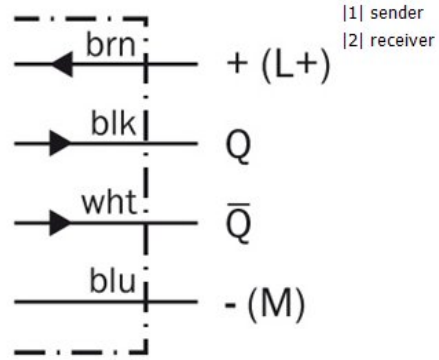 |1| sender
|2| receiver
brn + (L+)
blk Q
wht Q̅
blu - (M)